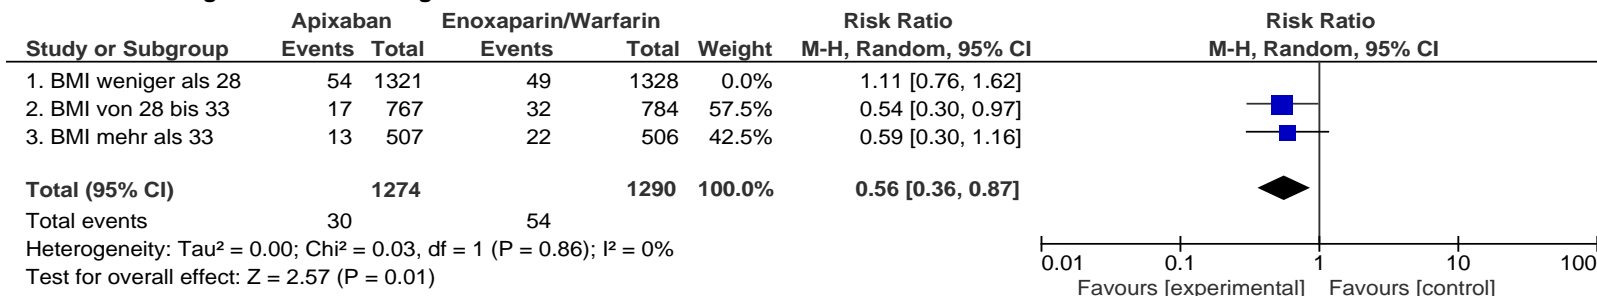 Apixaban Enoxaparin/Warfarin Risk Ratio Risk Ratio
Study or Subgroup Events Total Events Total Weight M-H, Random, 95% CI M-H, Random, 95% CI
1. BMI weniger als 28 54 1321 49 1328 0.0% 1.11 [0.76, 1.62]
2. BMI von 28 bis 33 17 767 32 784 57.5% 0.54 [0.30, 0.97]
3. BMI mehr als 33 13 507 22 506 42.5% 0.59 [0.30, 1.16]
Total (95% CI) 1274 1290 100.0% 0.56 [0.36, 0.87]
Total events 30 54
Heterogeneity: Tau² = 0.00; Chi² = 0.03, df = 1 (P = 0.86); I² = 0%
Test for overall effect: Z = 2.57 (P = 0.01)
0.01 0.1 1 10 100
Favours [experimental] Favours [control]